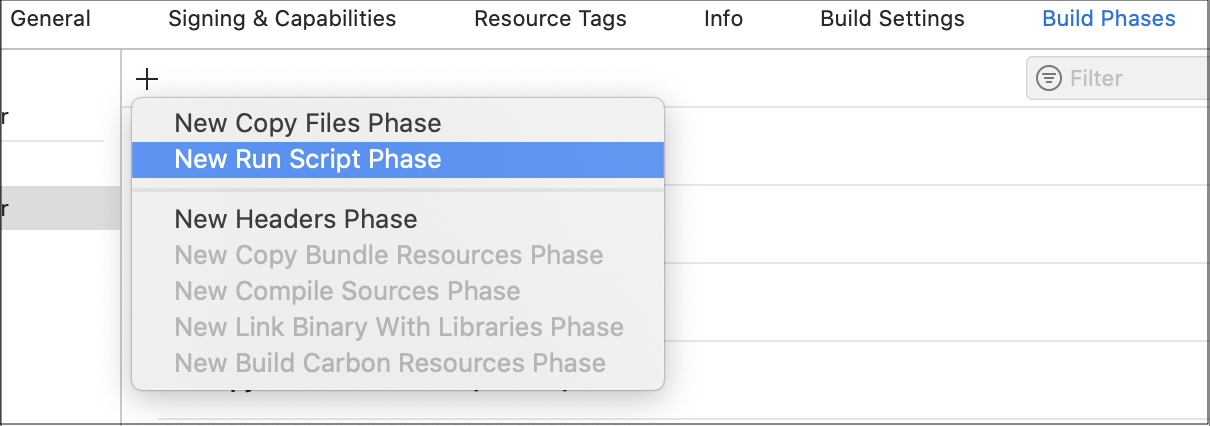 General Signing & Capabilities Resource Tags Info Build Settings Build Phases
Filter
r
New Copy Files Phase
New Run Script Phase
r
New Headers Phase
New Copy Bundle Resources Phase
New Compile Sources Phase
New Link Binary With Libraries Phase
New Build Carbon Resources Phase